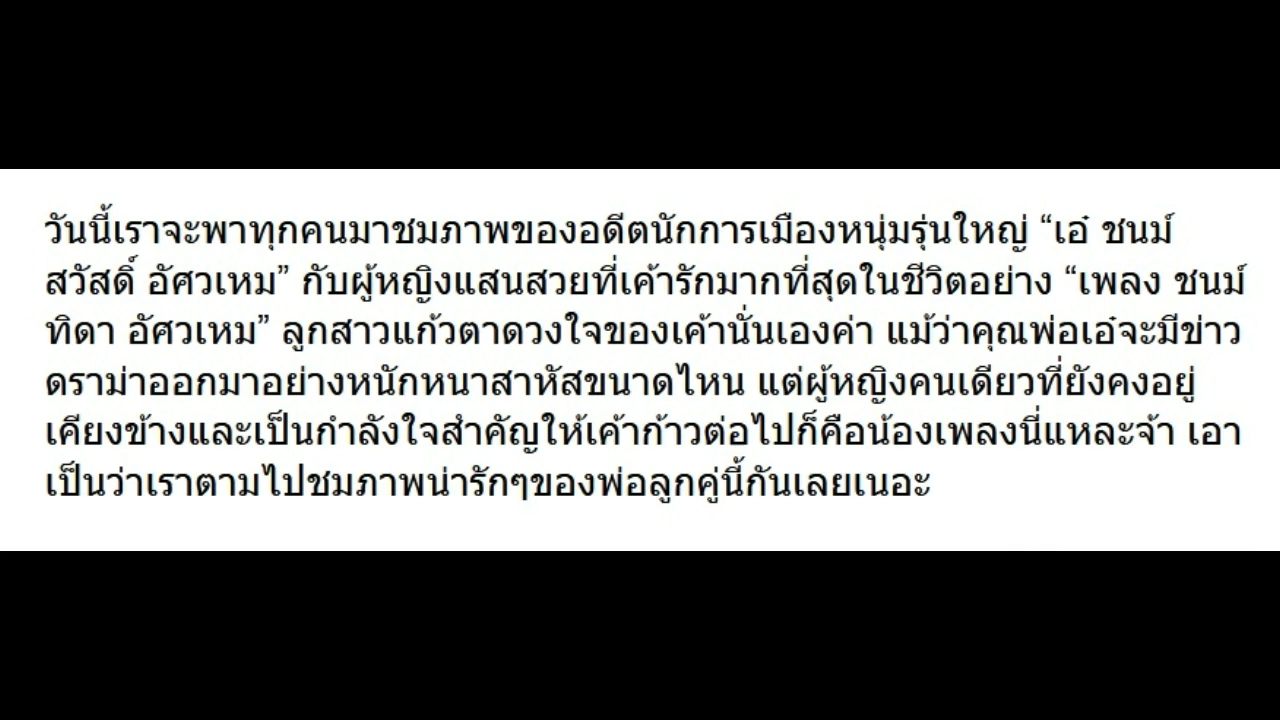 วันนี้เราจะพาทุกคนมาชมภาพของอดีตนักการเมืองหนุ่มรุ่นใหญ่ “เอ๋ ชนม์
สวัสดิ์ อัศวเหม” กับผู้หญิงแสนสวยที่เค้ารักมากที่สุดในชีวิตอย่าง “เพลง ชนม์
ทิดา อัศวเหม” ลูกสาวแก้วตาดวงใจของเค้านั่นเองค่า แม้ว่าคุณพ่อเอ๋จะมีข่าว
ดราม่าออกมาอย่างหนักหนาสาหัสขนาดไหน แต่ผู้หญิงคนเดียวที่ยังคงอยู่
เคียงข้างและเป็นกำลังใจสำคัญให้เค้าก้าวต่อไปก็คือน้องเพลงนี่แหละจ้า เอา
เป็นว่าเราตามไปชมภาพน่ารักๆของพ่อลูกคู่นี้กันเลยเนอะ